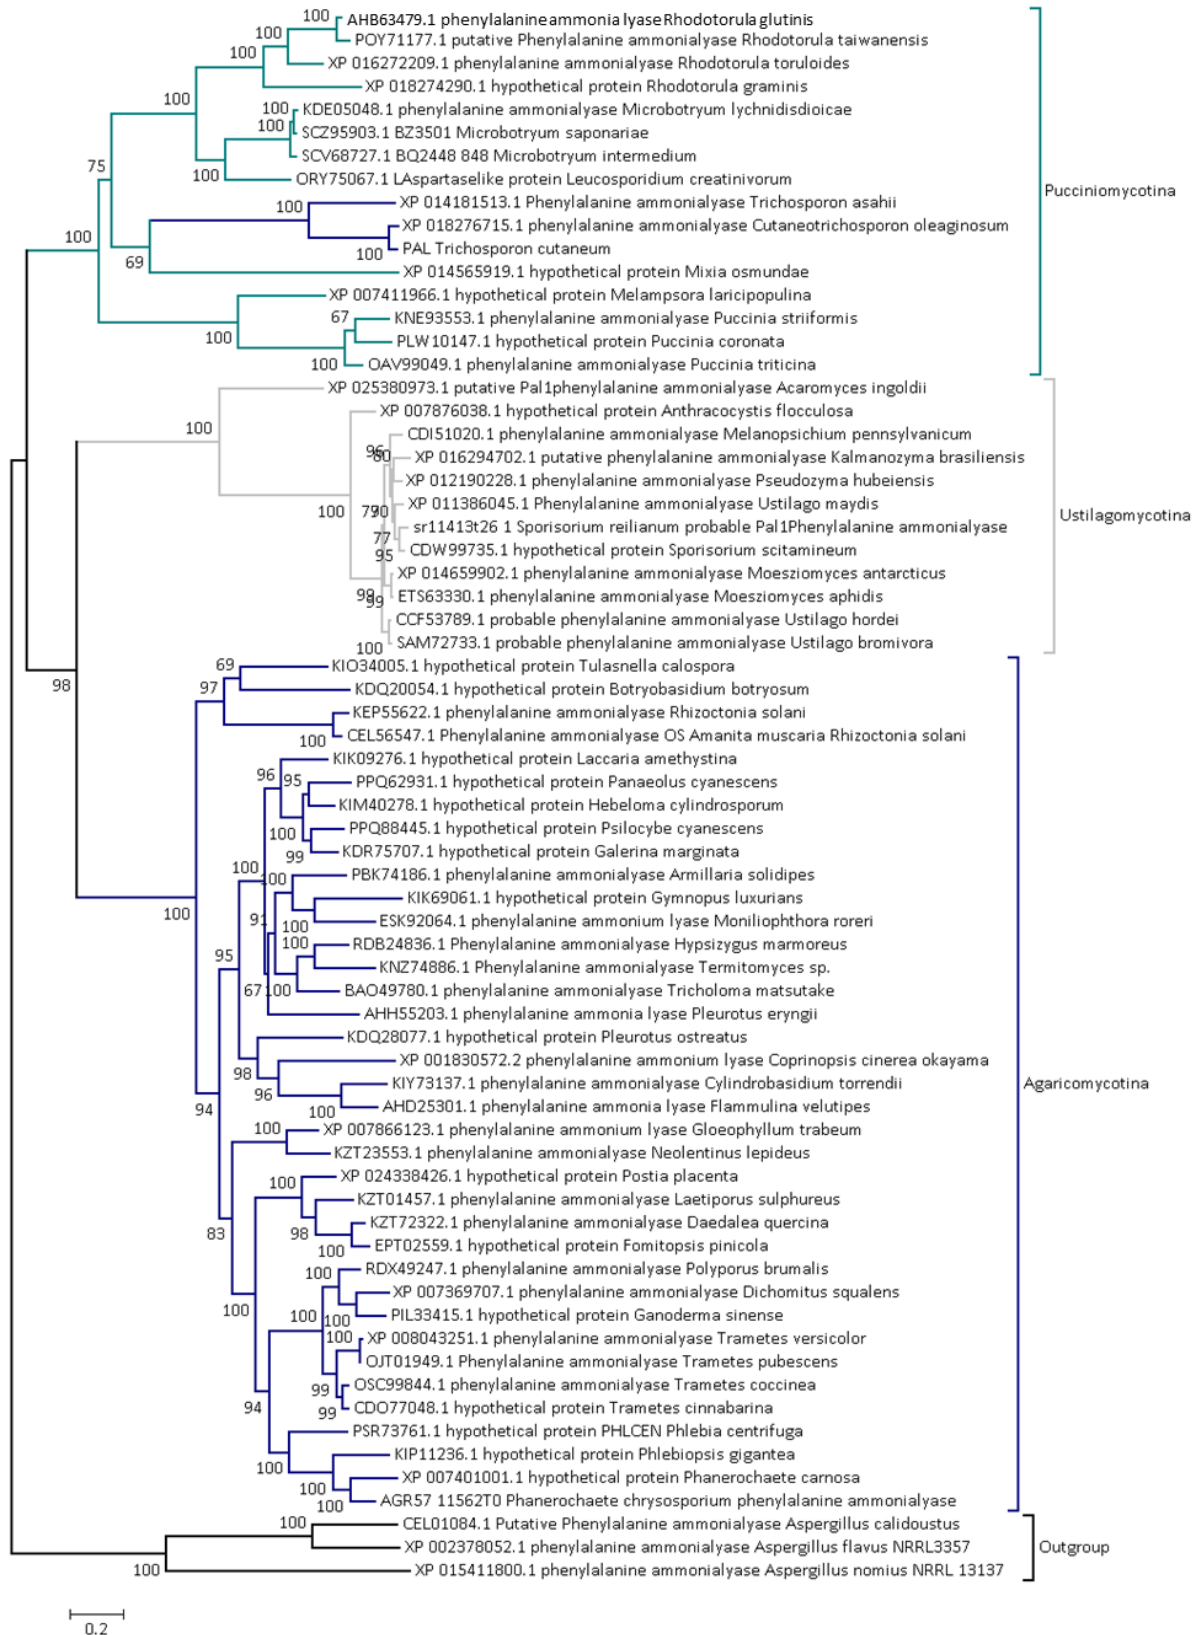 AHB63479.1 phenylalanine ammonia lyase Rhodotorula glutinis
POY71177.1 putative Phenylalanine ammonialyase Rhodotorula taiwanensis
XP 016272209.1 phenylalanine ammonialyase Rhodotorula toruloides
XP 018274290.1 hypothetical protein Rhodotorula graminis
KDE05048.1 phenylalanine ammonialyase Microbotryum lychnidisdioicae
SCZ95903.1 BZ3501 Microbotryum saponariae
SCV68727.1 BQ2448 848 Microbotryum intermedium
ORY75067.1 LAspartaselike protein Leucosporidium creatinivorum
XP 014181513.1 Phenylalanine ammonialyase Trichosporon asahii
XP 018276715.1 phenylalanine ammonialyase Cutaneotrichosporon oleaginosum
PAL Trichosporon cutaneum
XP 014565919.1 hypothetical protein Mixia osmundae
XP 007411966.1 hypothetical protein Melampsora laricipopulina
KNE93553.1 phenylalanine ammonialyase Puccinia striiformis
PLW10147.1 hypothetical protein Puccinia coronata
OAV99049.1 phenylalanine ammonialyase Puccinia triticina
Pucciniomycotina
XP 025380973.1 putative Pal1phenylalanine ammonialyase Acaromyces ingoldii
XP 007876038.1 hypothetical protein Anthracocystis flocculosa
CDI51020.1 phenylalanine ammonialyase Melanopsichium pennsylvanicum
XP 016294702.1 putative phenylalanine ammonialyase Kalmanozyma brasiliensis
XP 012190228.1 phenylalanine ammonialyase Pseudozyma hubeiensis
XP 011386045.1 Phenylalanine ammonialyase Ustilago maydis
sr11413t26 1 Sporisorium reilianum probable Pal1Phenylalanine ammonialyase
CDW99735.1 hypothetical protein Sporisorium scitamineum
XP 014659902.1 phenylalanine ammonialyase Moesziomyces antarcticus
ETS63330.1 phenylalanine ammonialyase Moesziomyces aphidis
CCF53789.1 probable phenylalanine ammonialyase Ustilago hordei
SAM72733.1 probable phenylalanine ammonialyase Ustilago bromivora
Ustilagomycotina
KIO34005.1 hypothetical protein Tulasnella calospora
KDQ20054.1 hypothetical protein Botryobasidium botryosum
KEP55622.1 phenylalanine ammonialyase Rhizoctonia solani
CEL56547.1 Phenylalanine ammonialyase OS Amanita muscaria Rhizoctonia solani
KIK09276.1 hypothetical protein Laccaria amethystina
PPQ62931.1 hypothetical protein Panaeolus cyanescens
KIM40278.1 hypothetical protein Hebeloma cylindrosporum
PPQ88445.1 hypothetical protein Psilocybe cyanescens
KDR75707.1 hypothetical protein Galerina marginata
PBK74186.1 phenylalanine ammonialyase Armillaria solidipes
KIK69061.1 hypothetical protein Gymnopus luxurians
ESK92064.1 phenylalanine ammonium lyase Moniliophthora roreri
RDB24836.1 Phenylalanine ammonialyase Hypsizygus marmoreus
KNZ74886.1 Phenylalanine ammonialyase Termitomyces sp.
BAO49780.1 phenylalanine ammonialyase Tricholoma matsutake
AHH55203.1 phenylalanine ammonia lyase Pleurotus eryngii
KDQ28077.1 hypothetical protein Pleurotus ostreatus
XP 001830572.2 phenylalanine ammonium lyase Coprinopsis cinerea okayama
KIY73137.1 phenylalanine ammonialyase Cylindrobasidium torrendii
AHD25301.1 phenylalanine ammonia lyase Flammulina velutipes
XP 007866123.1 phenylalanine ammonium lyase Gloeophyllum trabeum
KZT23553.1 phenylalanine ammonialyase Neolentinus lepideus
XP 024338426.1 hypothetical protein Postia placenta
KZT01457.1 phenylalanine ammonialyase Laetiporus sulphureus
KZT72322.1 phenylalanine ammonialyase Daedalea quercina
EPT02559.1 hypothetical protein Fomitopsis pinicola
RDX49247.1 phenylalanine ammonialyase Polyporus brumalis
XP 007369707.1 phenylalanine ammonialyase Dichomitus squalens
PIL33415.1 hypothetical protein Ganoderma sinense
XP 008043251.1 phenylalanine ammonialyase Trametes versicolor
OJT01949.1 Phenylalanine ammonialyase Trametes pubescens
OSC99844.1 phenylalanine ammonialyase Trametes coccinea
CDO77048.1 hypothetical protein Trametes cinnabarina
PSR73761.1 hypothetical protein PHLCEN Phlebia centrifuga
KIP11236.1 hypothetical protein Phlebiopsis gigantea
XP 007401001.1 hypothetical protein Phanerochaete carnosa
AGR57 11562T0 Phanerochaete chrysosporium phenylalanine ammonialyase
Agaricomycotina
CEL01084.1 Putative Phenylalanine ammonialyase Aspergillus calidoustus
XP 002378052.1 phenylalanine ammonialyase Aspergillus flavus NRRL3357
XP 015411800.1 phenylalanine ammonialyase Aspergillus nomius NRRL 13137
Outgroup
100
100
100
100
100
100
100
75
100
100
100
69
67
100
100
100
96
80
100
79
90
77
95
99
99
100
98
69
97
100
96
95
100
99
100
100
91
100
100
67
100
95
98
96
100
100
94
100
100
98
100
83
100
100
100
100
100
99
99
94
100
100
100
100
100
0.2